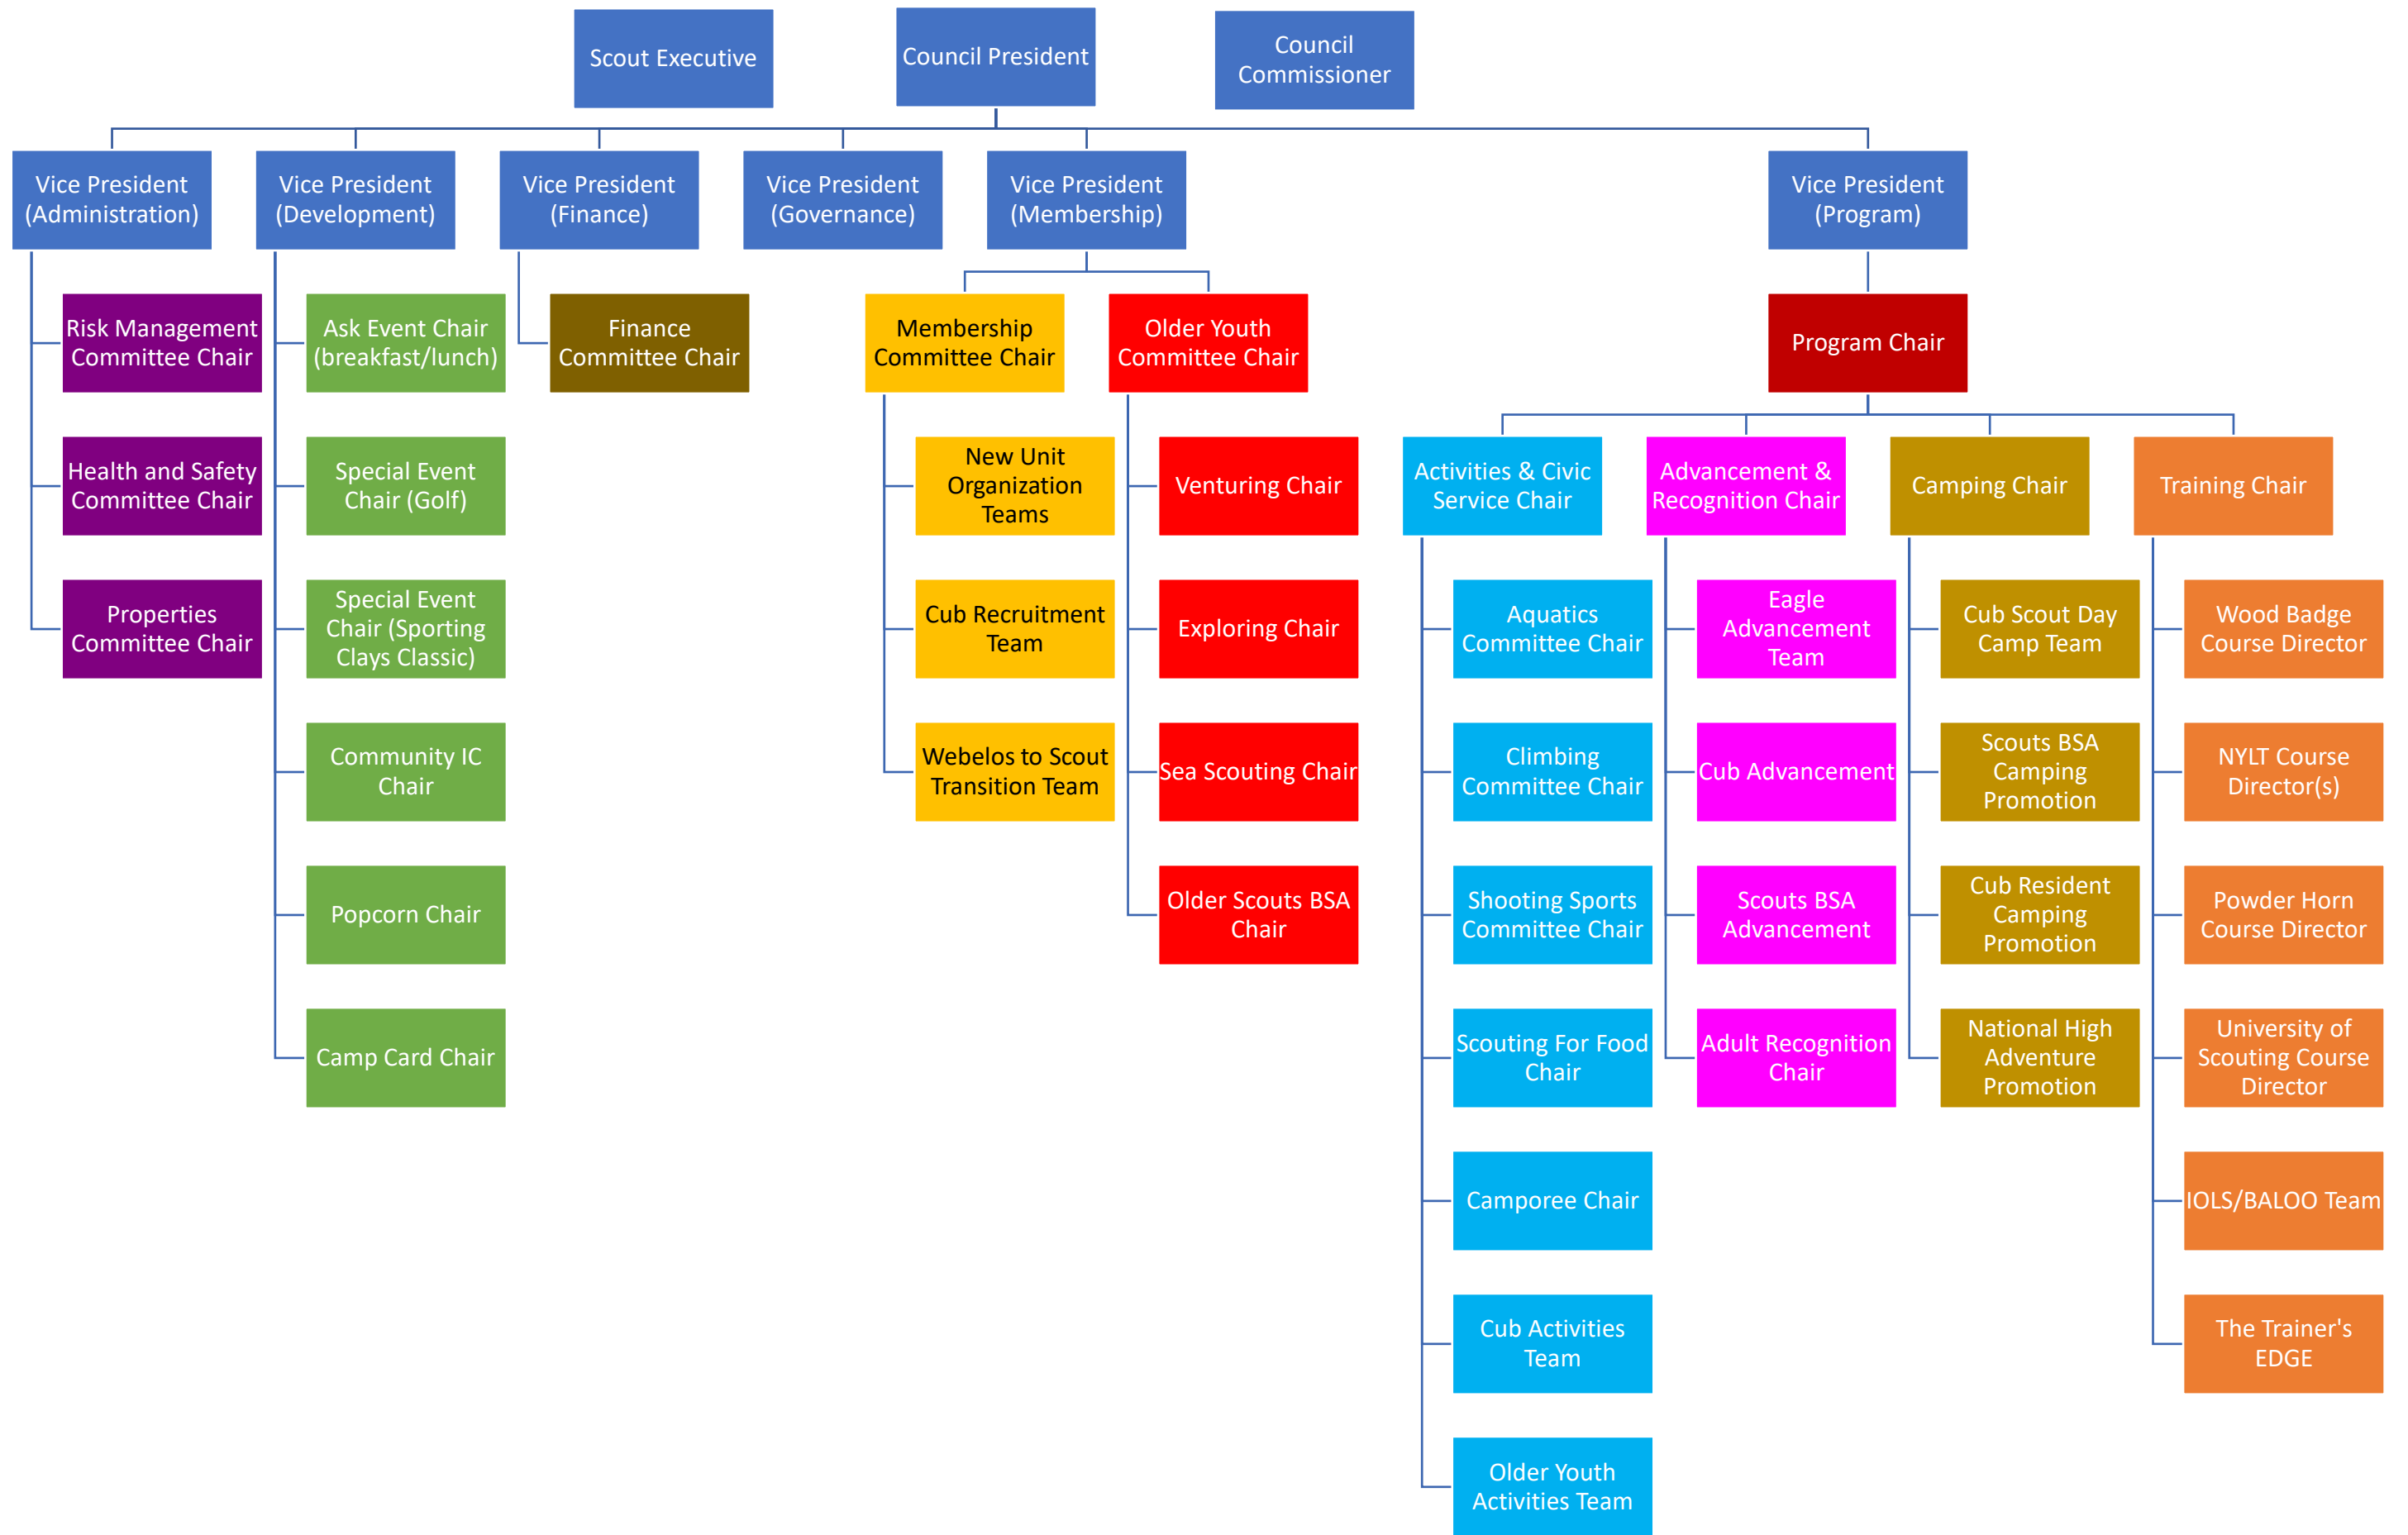 Scout Executive
Council President
Council
Commissioner
Vice President
(Administration)
Vice President
(Development)
Vice President
(Finance)
Vice President
(Governance)
Vice President
(Membership)
Vice President
(Program)
Risk Management
Committee Chair
Ask Event Chair
(breakfast/lunch)
Finance
Committee Chair
Membership
Committee Chair
Older Youth
Committee Chair
Program Chair
Health and Safety
Committee Chair
Special Event
Chair (Golf)
New Unit
Organization
Teams
Venturing Chair
Activities & Civic
Service Chair
Advancement &
Recognition Chair
Camping Chair
Training Chair
Properties
Committee Chair
Special Event
Chair (Sporting
Clays Classic)
Cub Recruitment
Team
Exploring Chair
Aquatics
Committee Chair
Eagle
Advancement
Team
Cub Scout Day
Camp Team
Wood Badge
Course Director
Community IC
Chair
Webelos to Scout
Transition Team
Sea Scouting Chair
Climbing
Committee Chair
Cub Advancement
Scouts BSA
Camping
Promotion
NYLT Course
Director(s)
Popcorn Chair
Older Scouts BSA
Chair
Shooting Sports
Committee Chair
Scouts BSA
Advancement
Cub Resident
Camping
Promotion
Powder Horn
Course Director
Camp Card Chair
Scouting For Food
Chair
Adult Recognition
Chair
National High
Adventure
Promotion
University of
Scouting Course
Director
Camporee Chair
IOLS/BALOO Team
Cub Activities
Team
The Trainer's
EDGE
Older Youth
Activities Team